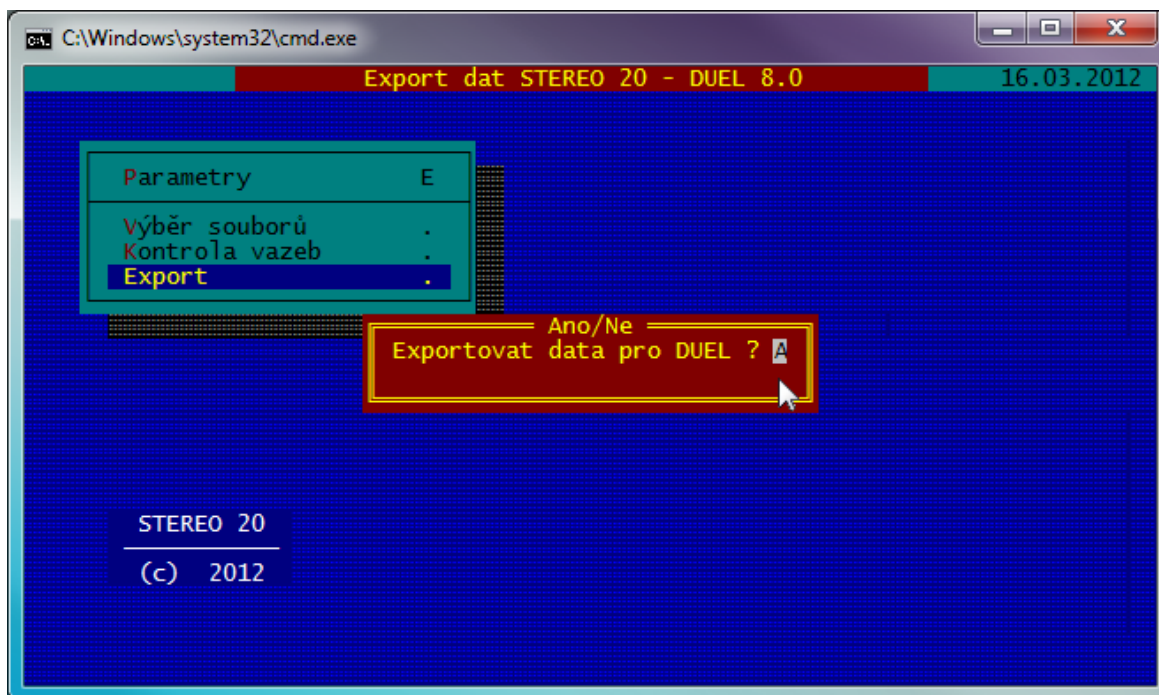 C:\Windows\system32\cmd.exe
Export dat STEREO 20 - DUEL 8.0 16.03.2012
Parametry E
Výběr souborů .
Kontrola vazeb .
Export .
Ano/Ne
Exportovat data pro DUEL ? A
STEREO 20
(c) 2012